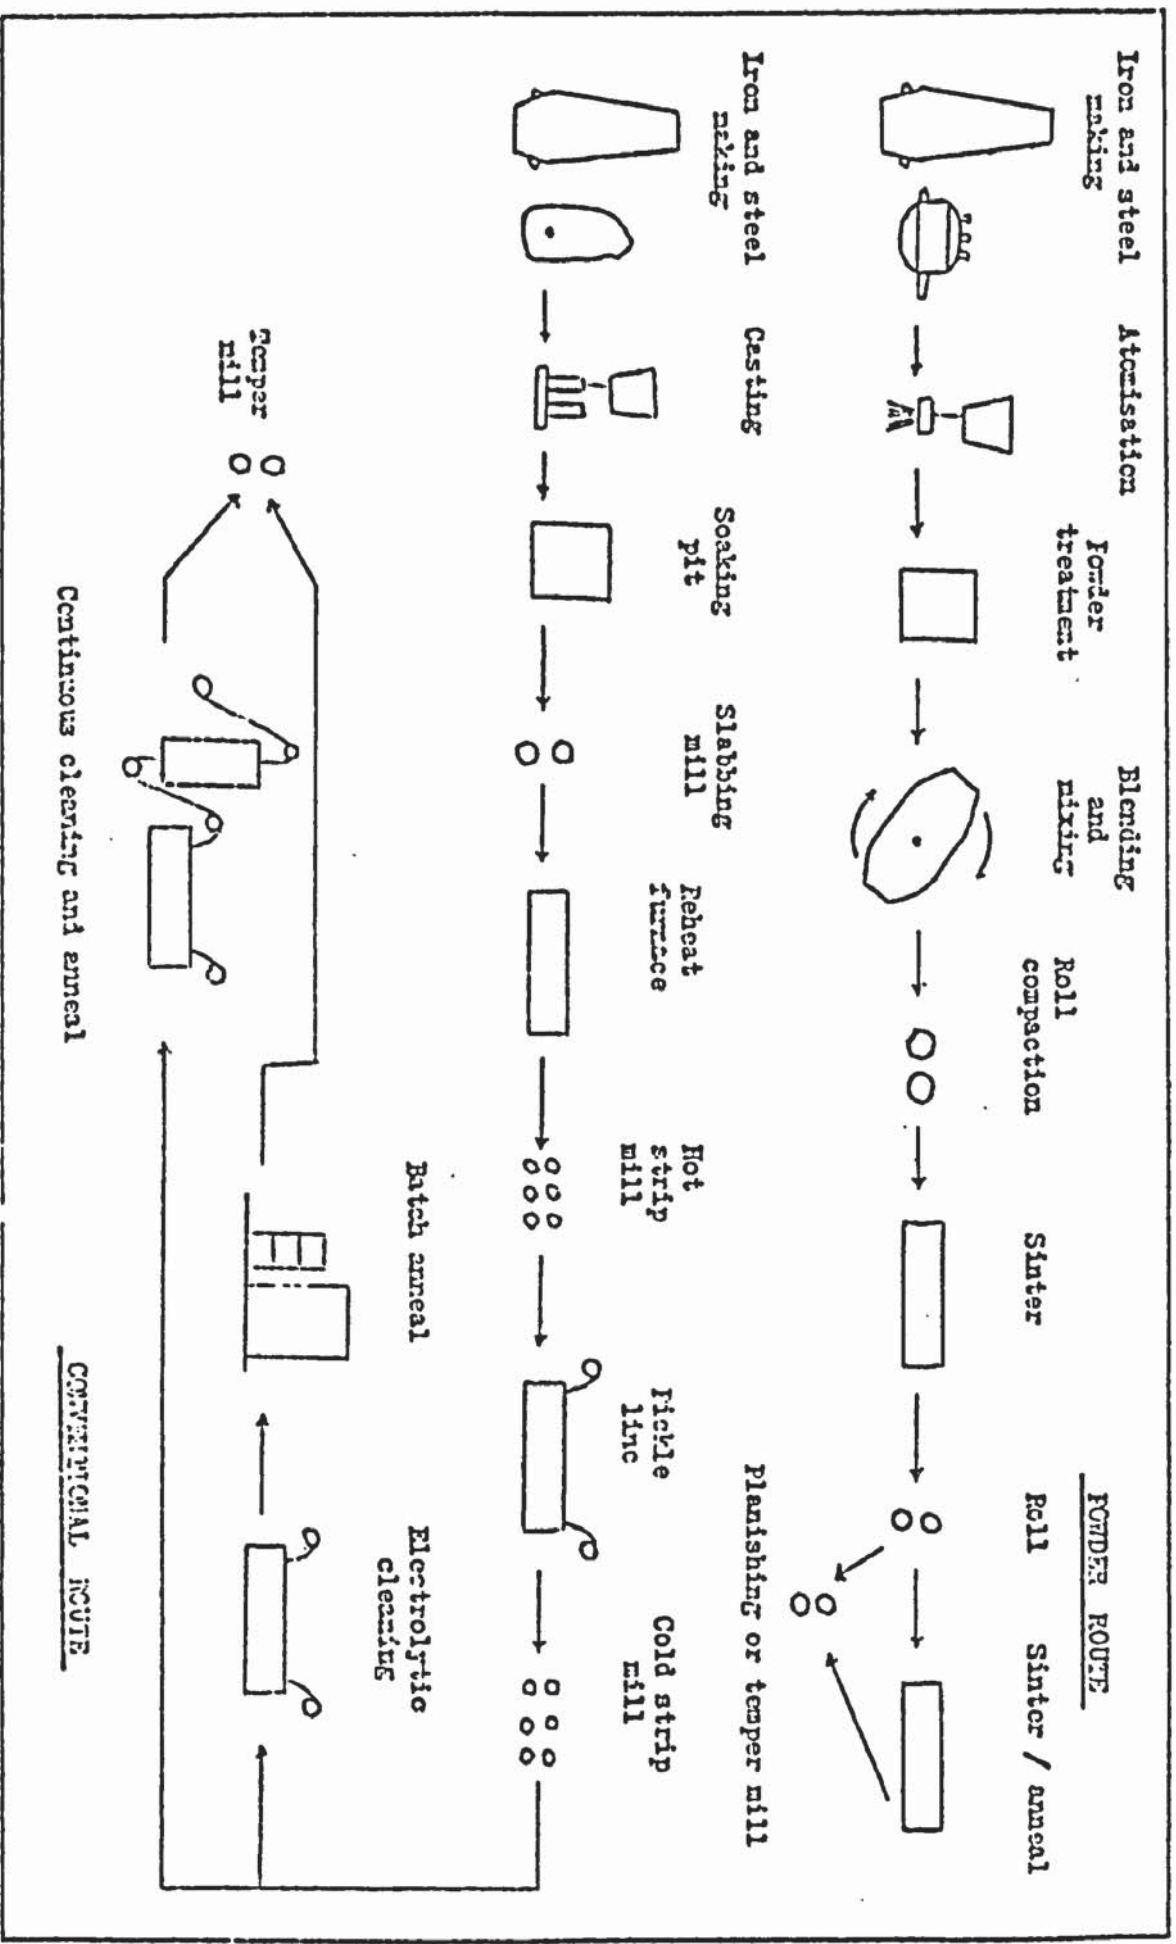 POWDER ROUTE
Iron and steel
making
Atomisation
Powder
treatment
Blending
and
mixing
Roll
compaction
Sinter
Roll
Sinter / anneal
Planishing or temper mill
Iron and steel
making
Casting
Soaking
pit
Slabbing
mill
Reheat
furnace
Hot
strip
mill
Pickle
line
Cold strip
mill
Temper
mill
Batch anneal
Electrolytic
cleaning
Continuous cleaning and anneal
CONVENTIONAL ROUTE